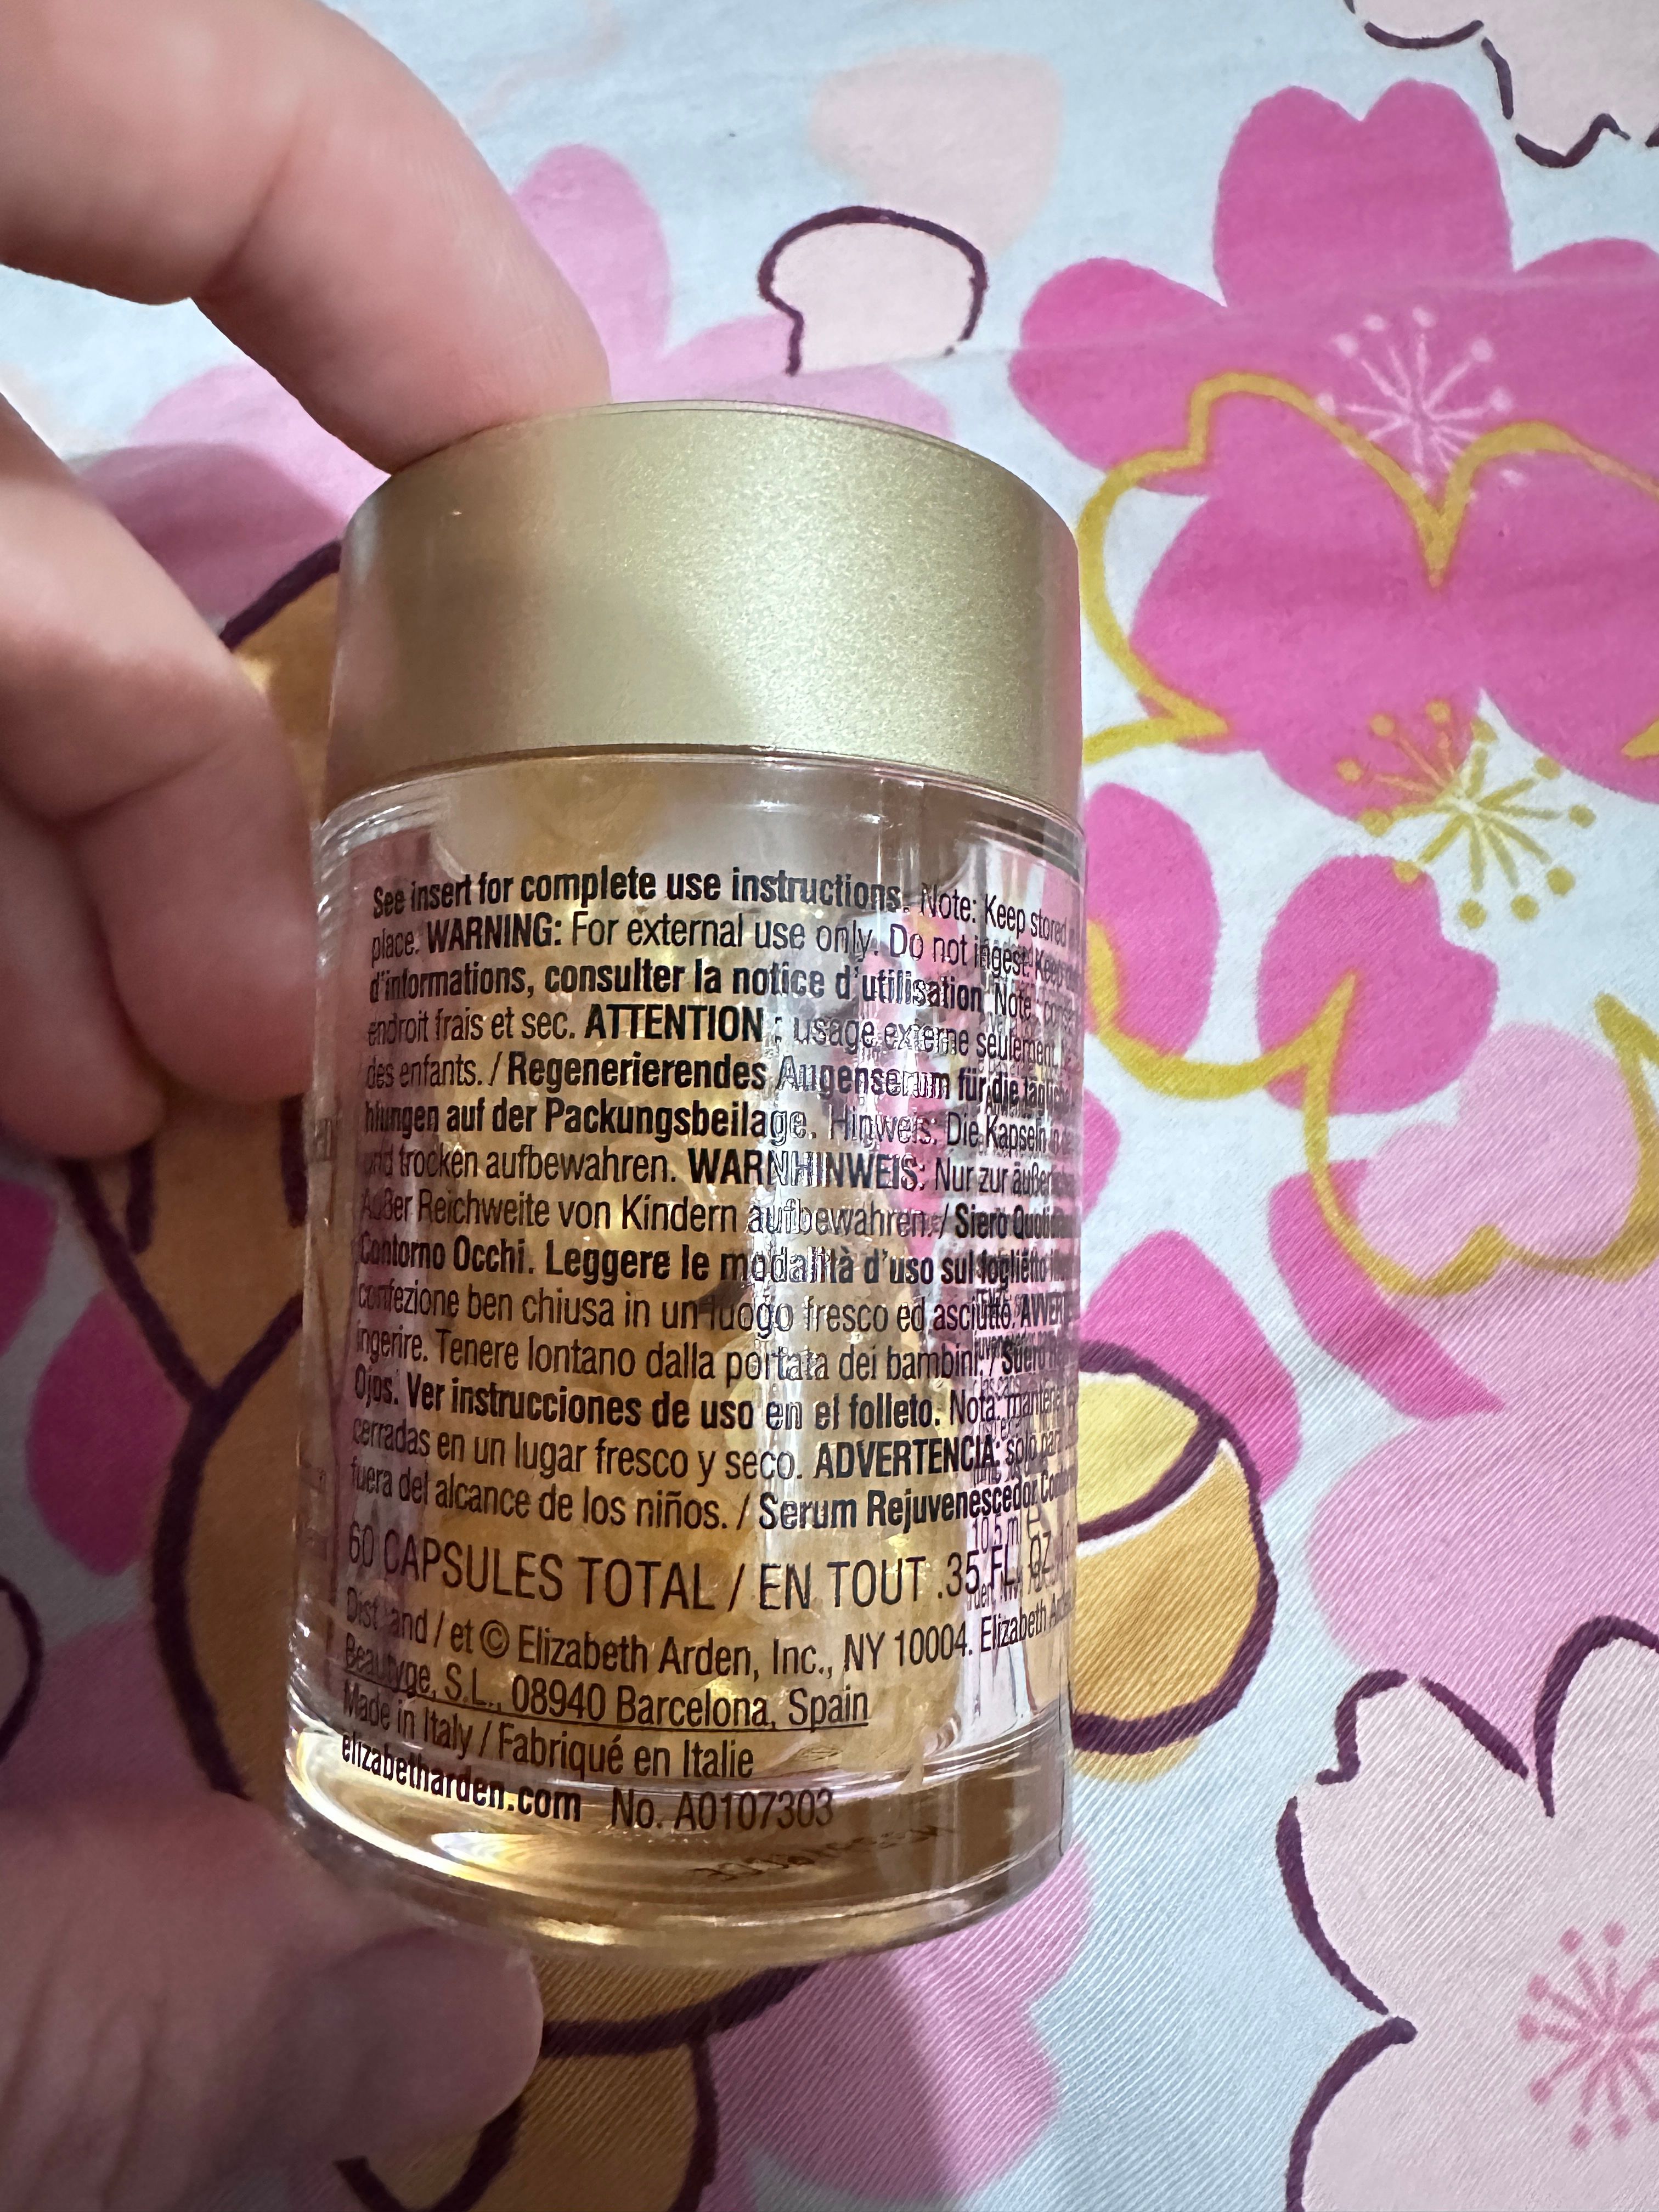 See insert for complete use instructions. Note: Keep stored
place. WARNING: For external use only. Do not ingest. Keep
d'informations, consulter la notice d'utilisation. Note :
endroit frais et sec. ATTENTION : usage externe seulement.
des enfants. / Regenerierendes Augenserum für die tägliche
hlungen auf der Packungsbeilage. Hinweis: Die Kapseln
und trocken aufbewahren. WARNHINWEIS: Nur zur
Außer Reichweite von Kindern aufbewahren. / Siero
Contorno Occhi. Leggere le modalità d'uso sul foglietto
confezione ben chiusa in un luogo fresco ed asciutto.
ingerire. Tenere lontano dalla portata dei bambini. / Suero
Ojos. Ver instrucciones de uso en el folleto. Nota: mantener
cerradas en un lugar fresco y seco. ADVERTENCIA: solo para
fuera del alcance de los niños. / Serum Rejuvenescedor
60 CAPSULES TOTAL / EN TOUT .35 FL. OZ.
Dist and / et © Elizabeth Arden, Inc., NY 10004. Elizabeth
Beautyge, S.L., 08940 Barcelona, Spain
Made in Italy / Fabriqué en Italie
elizabetharden.com No. A0107303